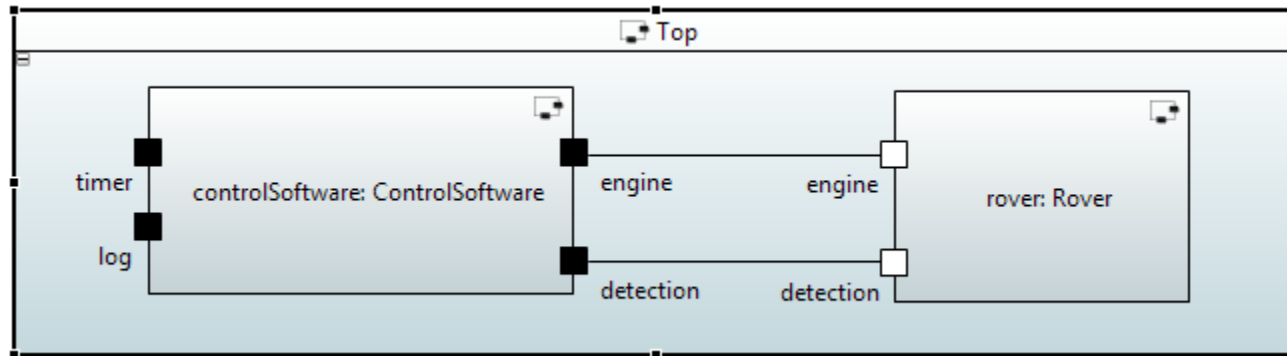 Top
timer
controlSoftware: ControlSoftware
engine
engine
rover: Rover
log
detection
detection